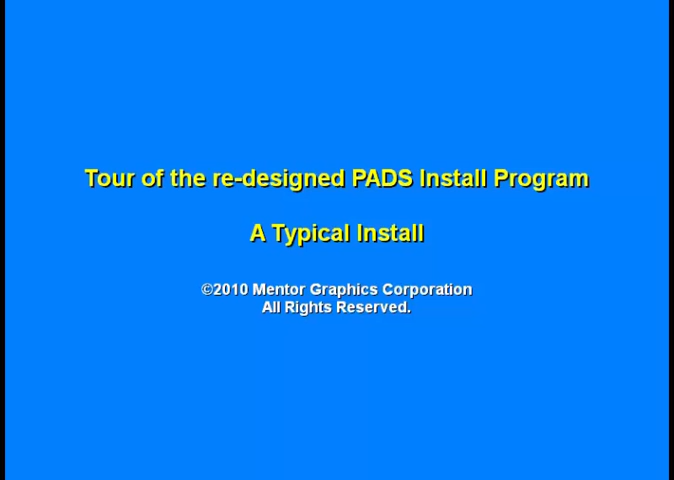 Tour of the re-designed PADS Install Program
A Typical Install
©2010 Mentor Graphics Corporation
All Rights Reserved.